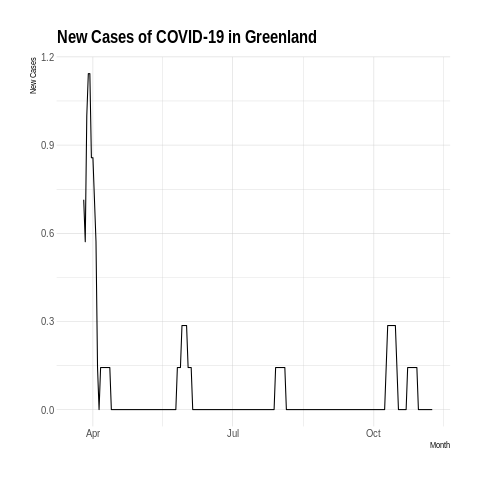 New Cases of COVID-19 in Greenland
New Cases
1.2
0.9
0.6
0.3
0.0
Apr
Jul
Oct
Month